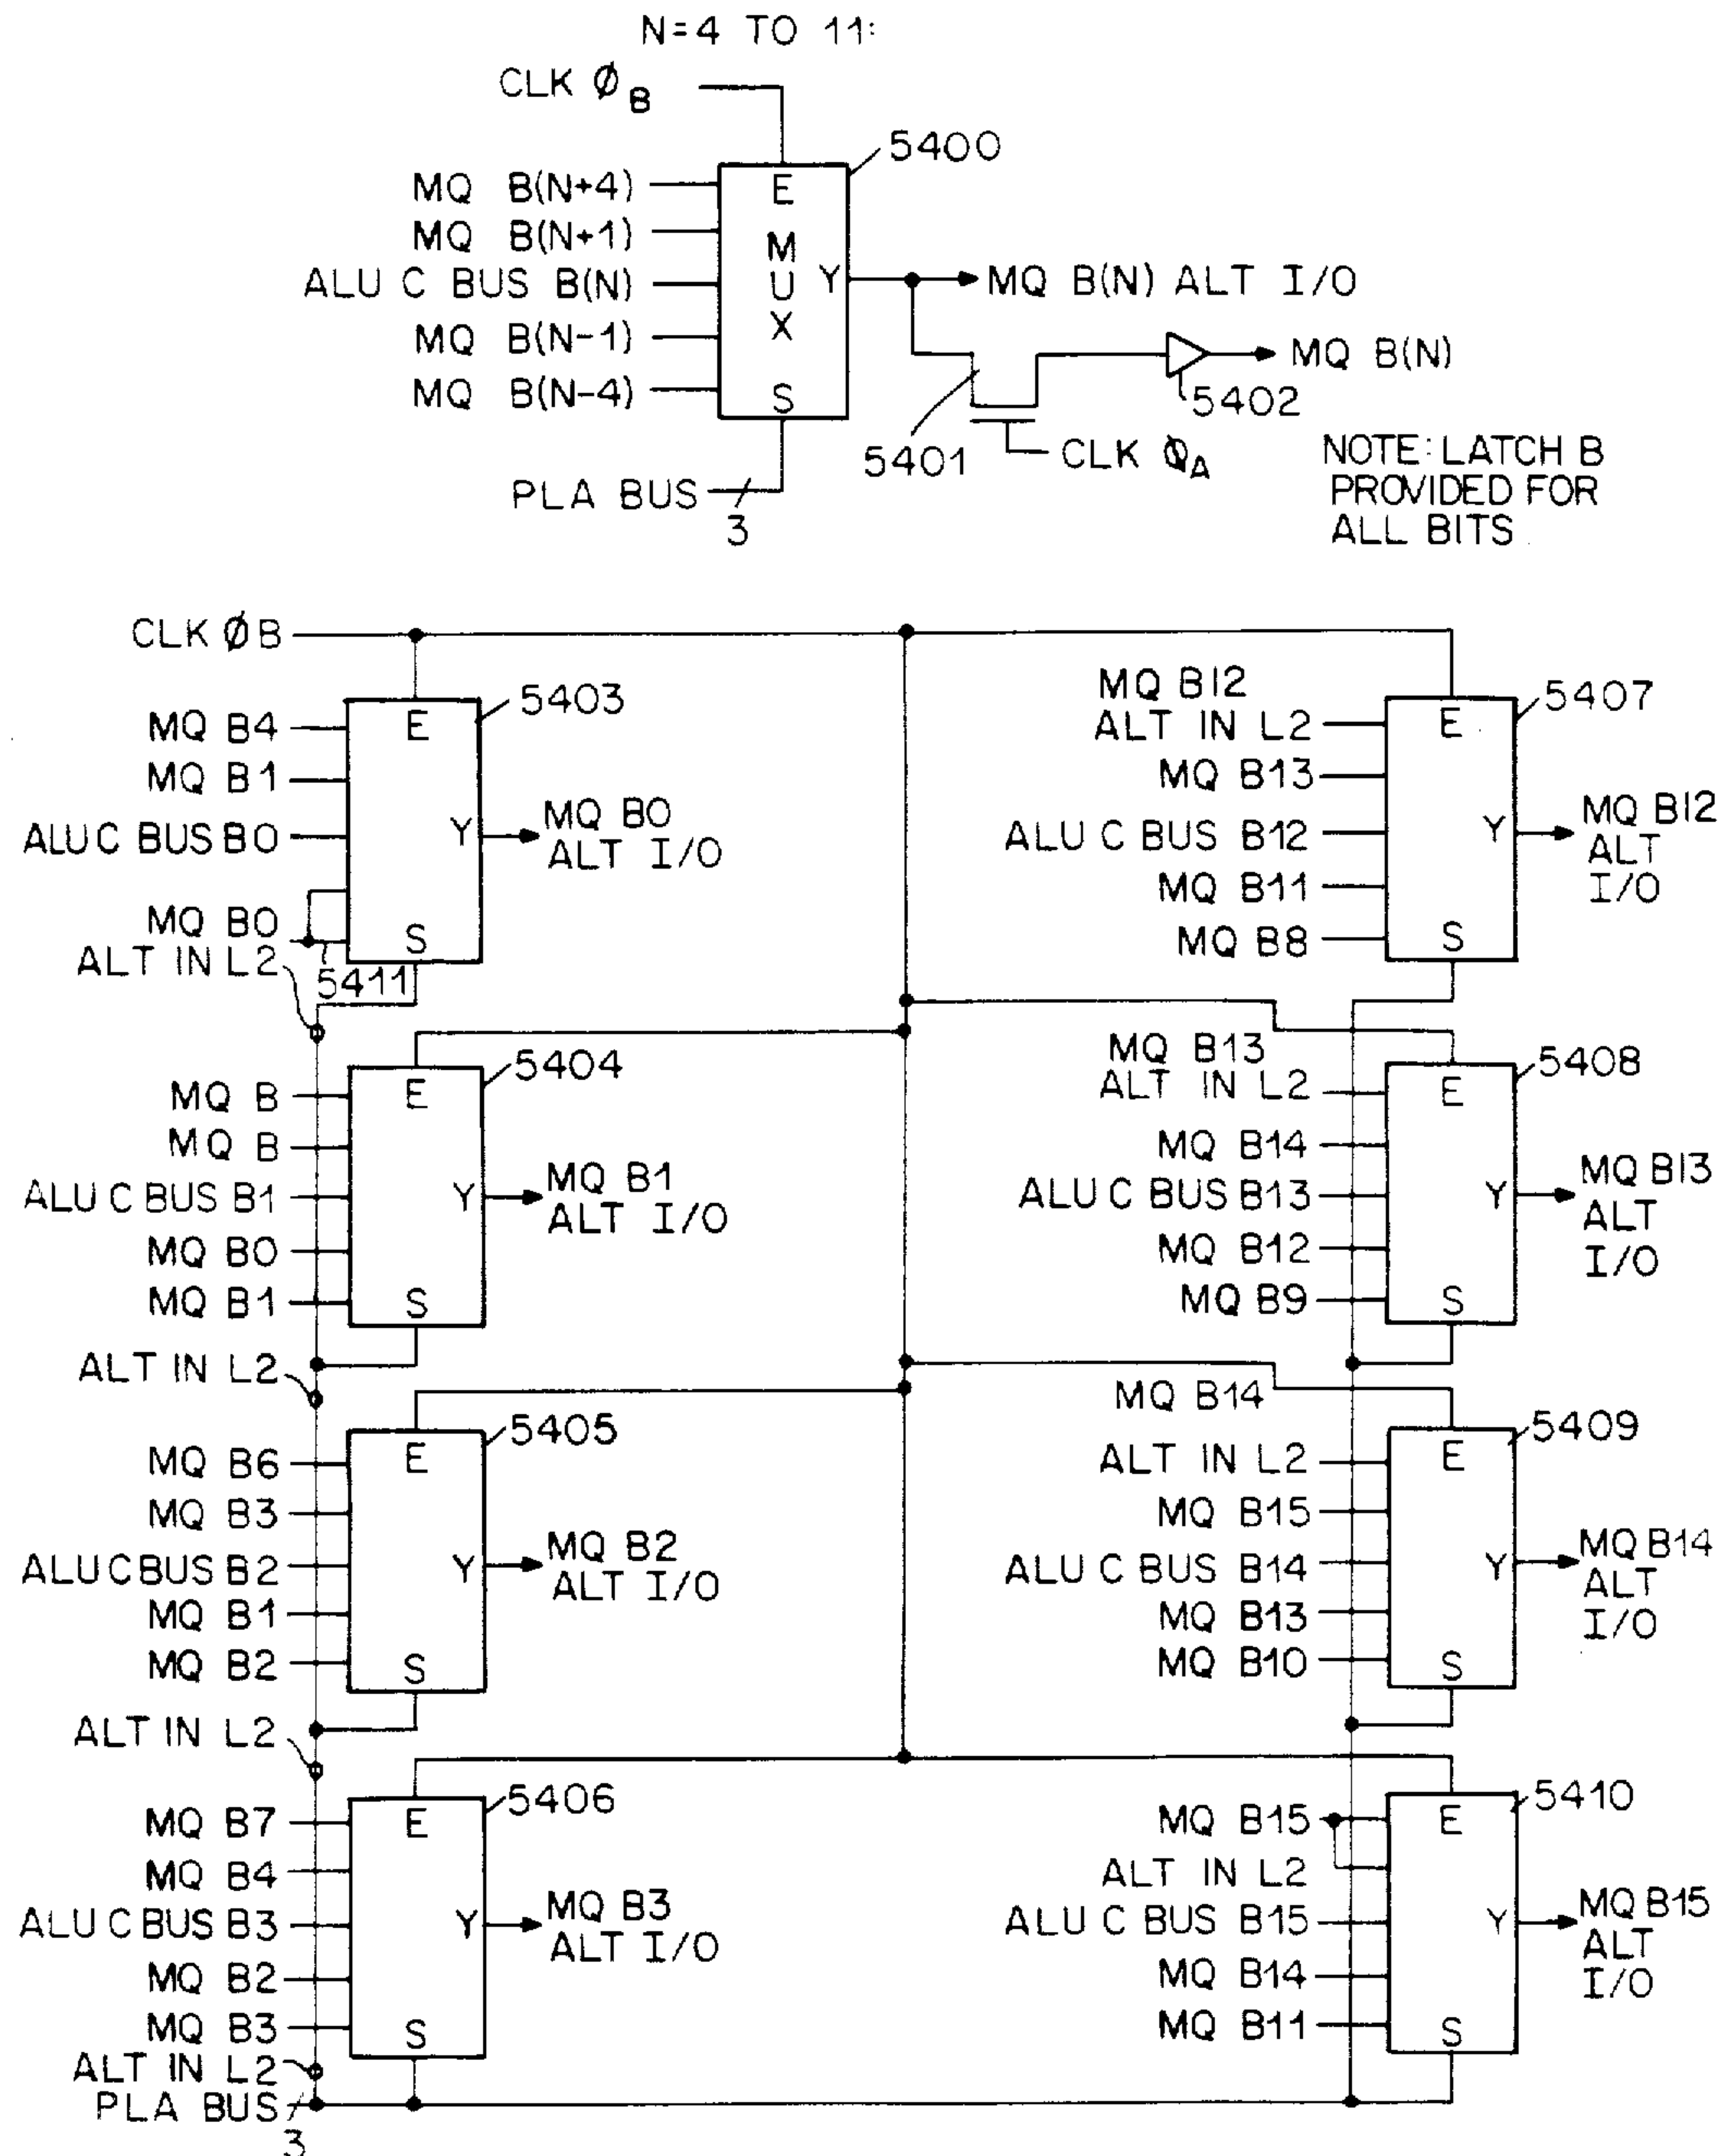 N=4 TO 11:
CLK ØB
5400
MQ B(N+4)
MQ B(N+1)
ALU C BUS B(N)
MQ B(N-1)
MQ B(N-4)
E
MUX
Y
S
MQ B(N) ALT I/O
MQ B(N)
5402
5401
CLK ØA
PLA BUS
3
NOTE: LATCH B
PROVIDED FOR
ALL BITS
CLK ØB
5403
MQ B4
MQ B1
ALU C BUS B0
MQ B0
ALT IN L2
5411
E
Y
S
MQ B0
ALT I/O
5404
MQ B
MQ B
ALU C BUS B1
MQ B0
MQ B1
ALT IN L2
E
Y
S
MQ B1
ALT I/O
5405
MQ B6
MQ B3
ALU C BUS B2
MQ B1
MQ B2
ALT IN L2
E
Y
S
MQ B2
ALT I/O
5406
MQ B7
MQ B4
ALU C BUS B3
MQ B2
MQ B3
ALT IN L2
E
Y
S
MQ B3
ALT I/O
PLA BUS
3
5407
MQ B12
ALT IN L2
MQ B13
ALU C BUS B12
MQ B11
MQ B8
E
Y
S
MQ B12
ALT
I/O
5408
MQ B13
ALT IN L2
MQ B14
ALU C BUS B13
MQ B12
MQ B9
E
Y
S
MQ B13
ALT
I/O
5409
MQ B14
ALT IN L2
MQ B15
ALU C BUS B14
MQ B13
MQ B10
E
Y
S
MQ B14
ALT
I/O
5410
MQ B15
ALT IN L2
ALU C BUS B15
MQ B14
MQ B11
E
Y
S
MQ B15
ALT
I/O